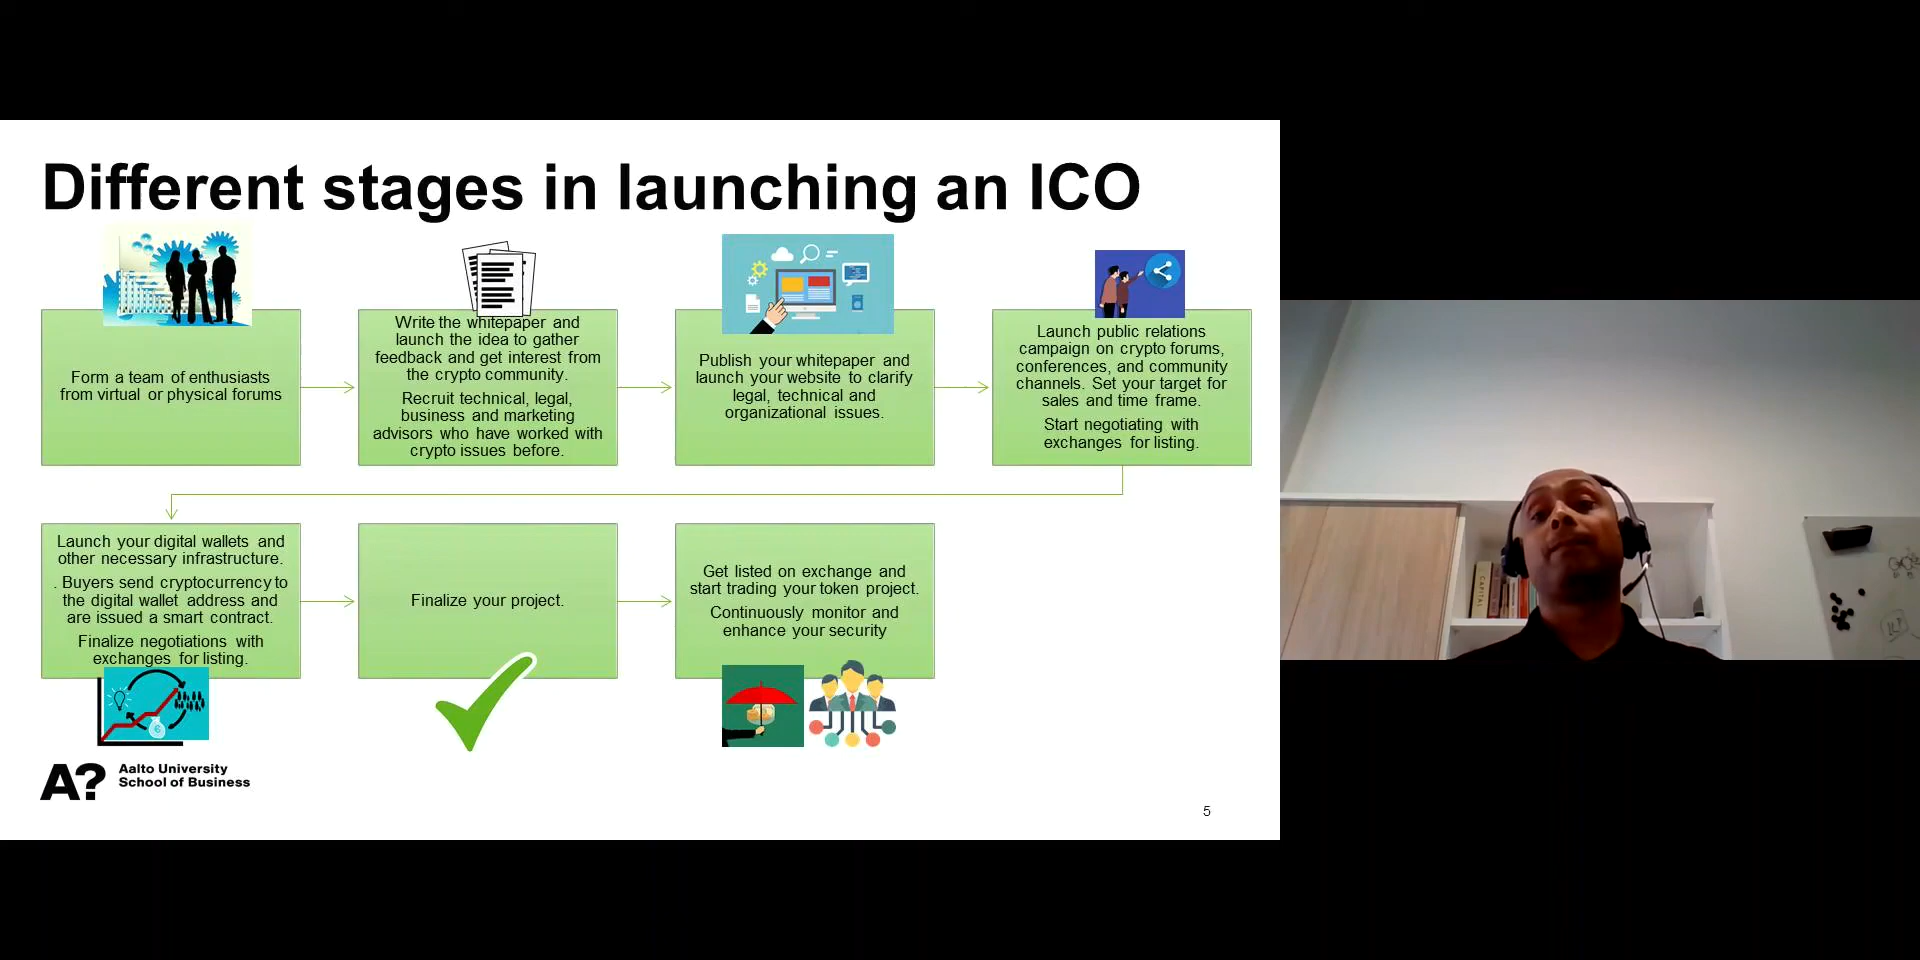 Different stages in launching an ICO
Form a team of enthusiasts
from virtual or physical forums
Write the whitepaper and
launch the idea to gather
feedback and get interest from
the crypto community.
Recruit technical, legal,
business and marketing
advisors who have worked with
crypto issues before.
Publish your whitepaper and
launch your website to clarify
legal, technical and
organizational issues.
Launch public relations
campaign on crypto forums,
conferences, and community
channels. Set your target for
sales and time frame.
Start negotiating with
exchanges for listing.
Launch your digital wallets and
other necessary infrastructure.
. Buyers send cryptocurrency to
the digital wallet address and
are issued a smart contract.
Finalize negotiations with
exchanges for listing.
Finalize your project.
Get listed on exchange and
start trading your token project.
Continuously monitor and
enhance your security
A?
Aalto University
School of Business
5
CAPITAL